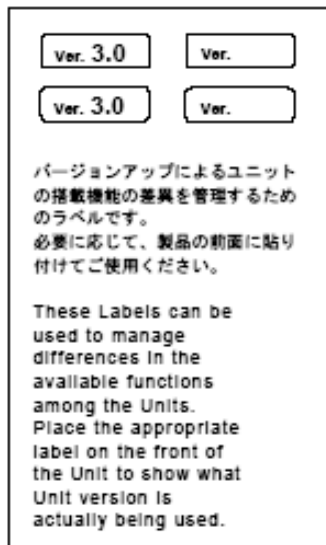 Ver. 3.0
Ver.
Ver. 3.0
Ver.
バージョンアップによるユニット
の搭載機能の差異を管理するため
のラベルです。
必要に応じて、製品の前面に貼り
付けてご使用ください。
These Labels can be
used to manage
differences in the
available functions
among the Units.
Place the appropriate
label on the front of
the Unit to show what
Unit version is
actually being used.